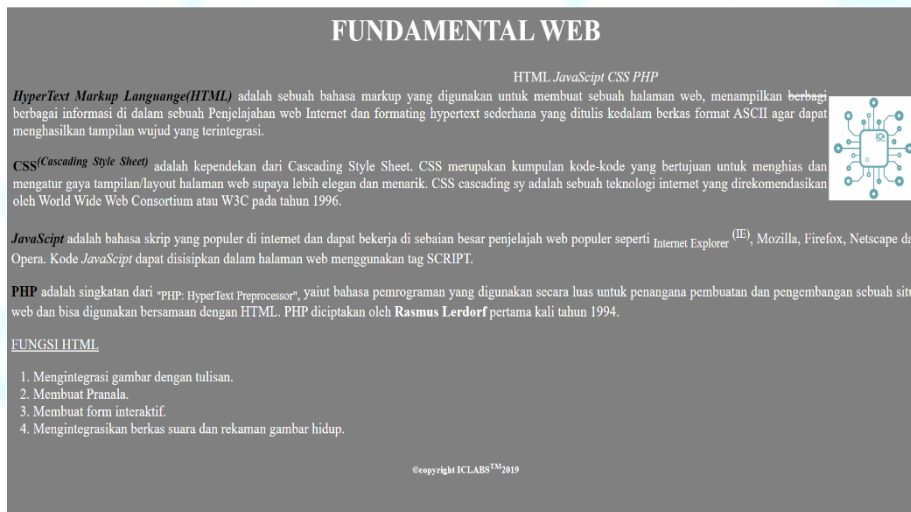 FUNDAMENTAL WEB
HTML JavaScipt CSS PHP
HyperText Markup Languange(HTML) adalah sebuah bahasa markup yang digunakan untuk membuat sebuah halaman web, menampilkan berbagi
berbagai informasi di dalam sebuah Penjelajahan web Internet dan formating hypertext sederhana yang ditulis kedalam berkas format ASCII agar dapat
menghasilkan tampilan wujud yang terintegrasi.
CSS(Cascading Style Sheet) adalah kependekan dari Cascading Style Sheet. CSS merupakan kumpulan kode-kode yang bertujuan untuk menghias dan
mengatur gaya tampilan/layout halaman web supaya lebih elegan dan menarik. CSS cascading sy adalah sebuah teknologi internet yang direkomendasikan
oleh World Wide Web Consortium atau W3C pada tahun 1996.
JavaScipt adalah bahasa skrip yang populer di internet dan dapat bekerja di sebaian besar penjelajah web populer seperti Internet Explorer (IE), Mozilla, Firefox, Netscape da
Opera. Kode JavaScipt dapat disisipkan dalam halaman web menggunakan tag SCRIPT.
PHP adalah singkatan dari "PHP: HyperText Preprocessor", yaiut bahasa pemrograman yang digunakan secara luas untuk penangana pembuatan dan pengembangan sebuah situ
web dan bisa digunakan bersamaan dengan HTML. PHP diciptakan oleh Rasmus Lerdorf pertama kali tahun 1994.
FUNGSI HTML
1. Mengintegrasi gambar dengan tulisan.
2. Membuat Pranala.
3. Membuat form interaktif.
4. Mengintegrasikan berkas suara dan rekaman gambar hidup.
©copyright ICLABS™2019